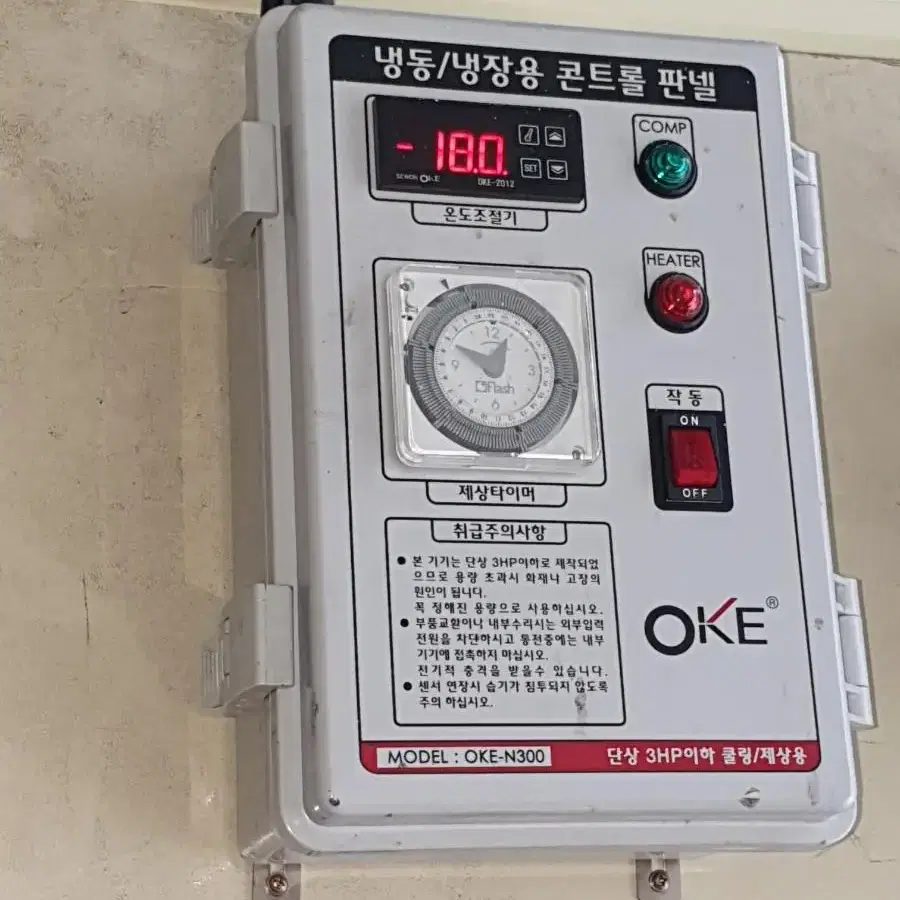 냉동/냉장용 콘트롤 판넬
-18.0.
SET
SEWON OKE
OKE-2012
온도조절기
COMP
HEATER
12
3
6
9
Flash
제상타이머
작동
ON
OFF
취급주의사항
● 본 기기는 단상 3HP이하로 제작되었
으므로 용량 초과시 화재나 고장의
원인이 됩니다.
꼭 정해진 용량으로 사용하십시오.
● 부품교환이나 내부수리시는 외부입력
전원을 차단하시고 통전중에는 내부
기기에 접촉하지 마십시오.
전기적 충격을 받을수 있습니다.
● 센서 연장시 습기가 침투되지 않도록
주의 하십시오.
OKE®
MODEL : OKE-N300
단상 3HP이하 쿨링/제상용